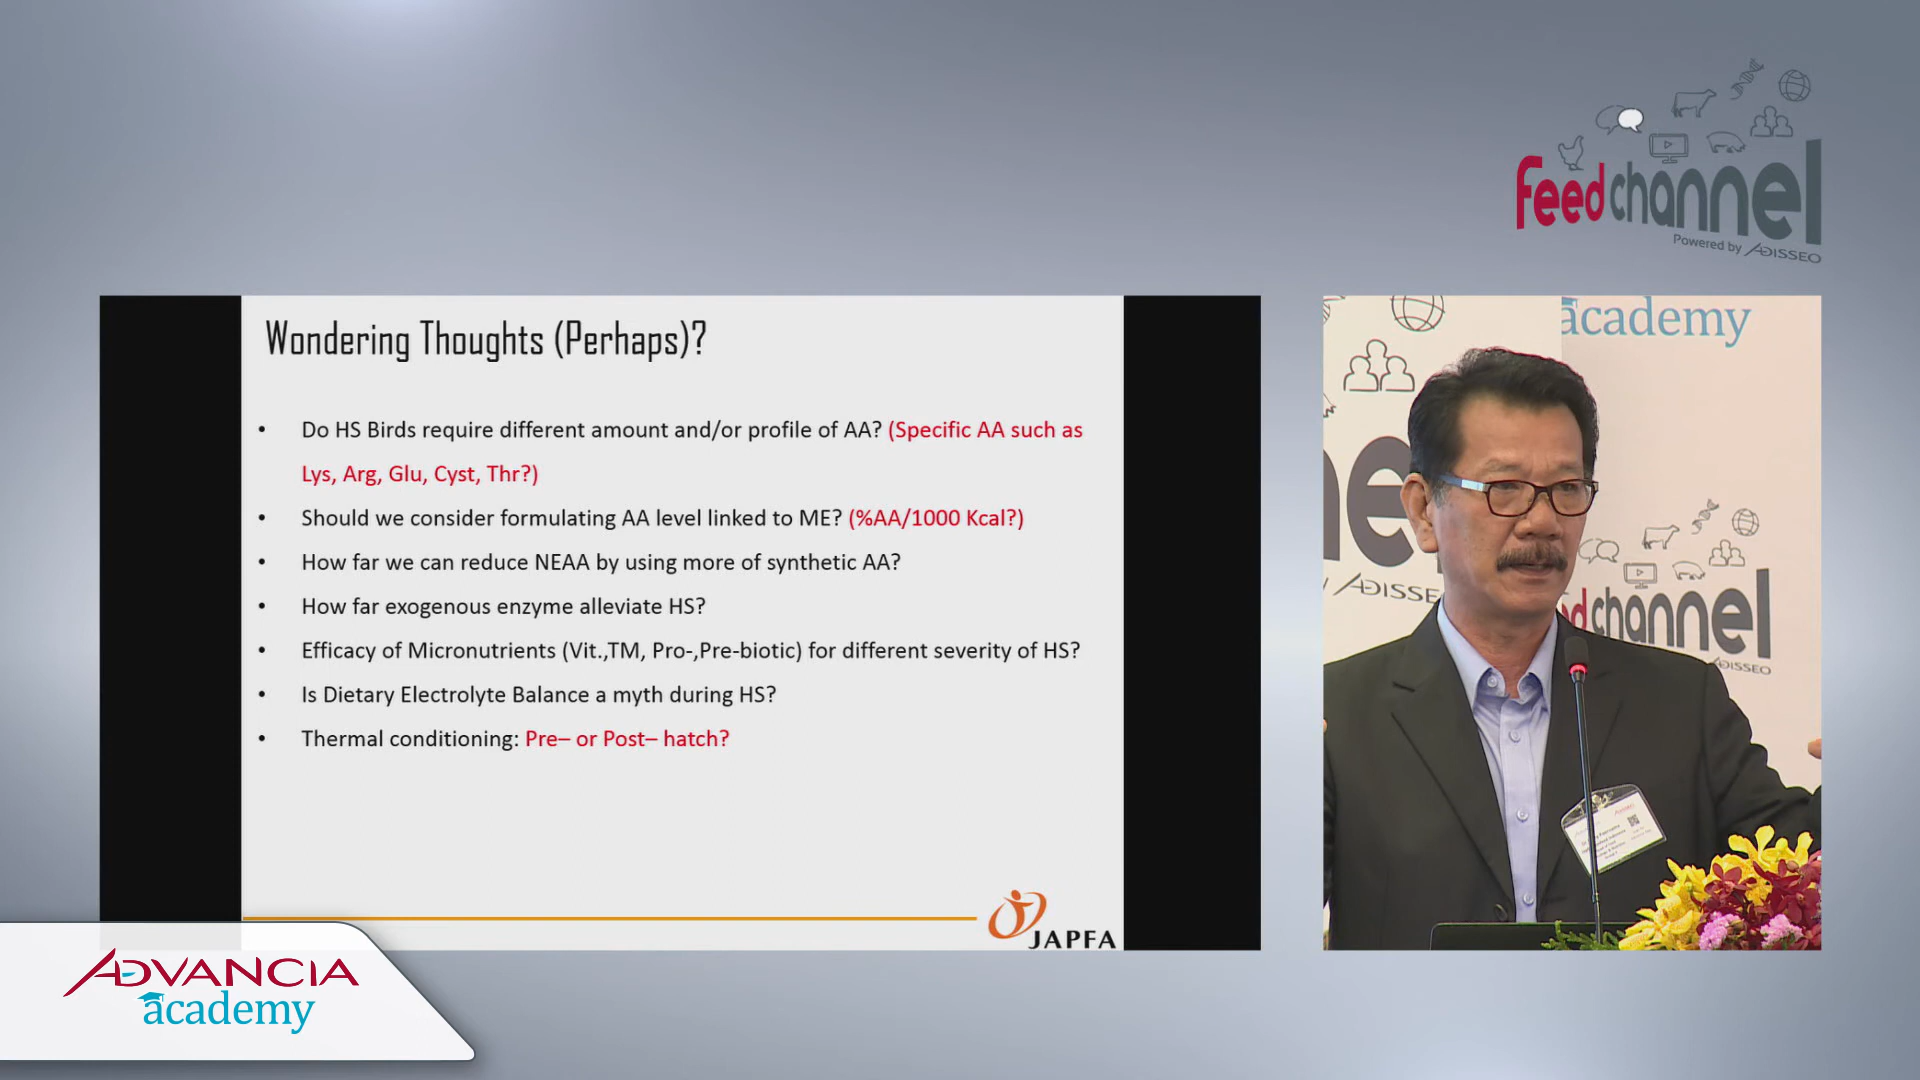 feedchannel
Powered by ADISSEO
Wondering Thoughts (Perhaps)?
• Do HS Birds require different amount and/or profile of AA? (Specific AA such as
Lys, Arg, Glu, Cyst, Thr?)
• Should we consider formulating AA level linked to ME? (%AA/1000 Kcal?)
• How far we can reduce NEAA by using more of synthetic AA?
• How far exogenous enzyme alleviate HS?
• Efficacy of Micronutrients (Vit.,TM, Pro-,Pre-biotic) for different severity of HS?
• Is Dietary Electrolyte Balance a myth during HS?
• Thermal conditioning: Pre– or Post– hatch?
JAPFA
academy
ADISSEO
channel
ADISSEO
ADVANCIA
academy